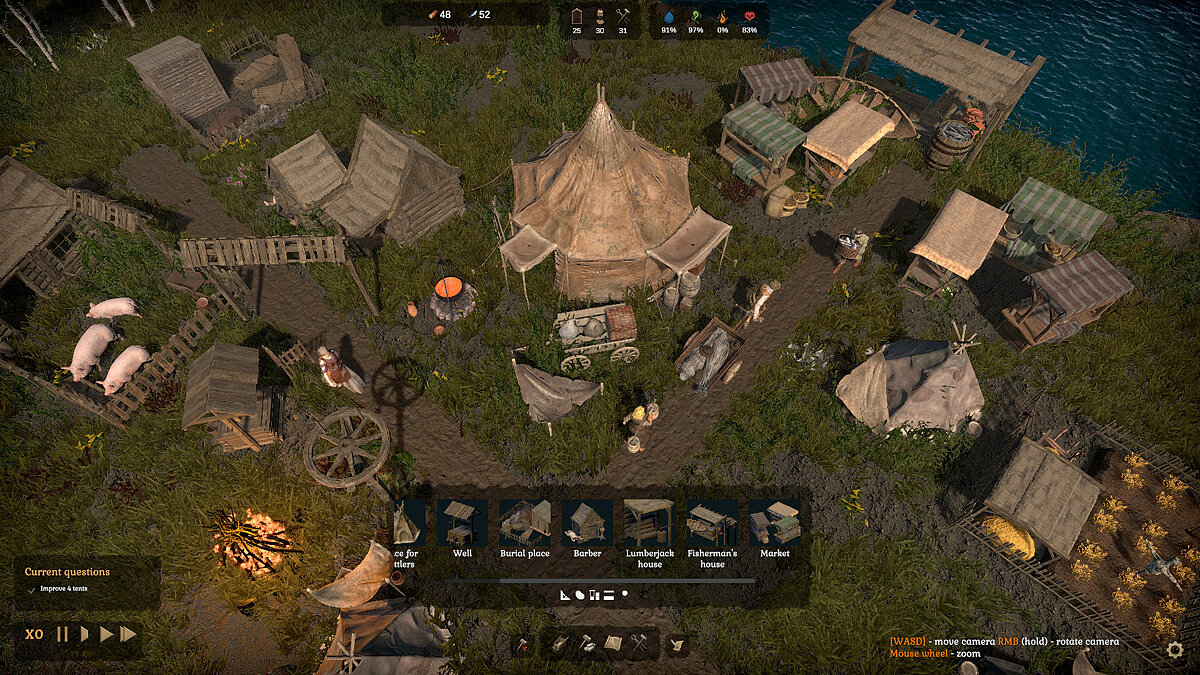 48 52
25 30 31
91% 97% 0% 83%
ce for
ttlers
Well
Burial place
Barber
Lumberjack
house
Fisherman's
house
Market
Current questions
Improve 4 tents
X0
[WASD] - move camera RMB (hold) - rotate camera
Mouse wheel - zoom